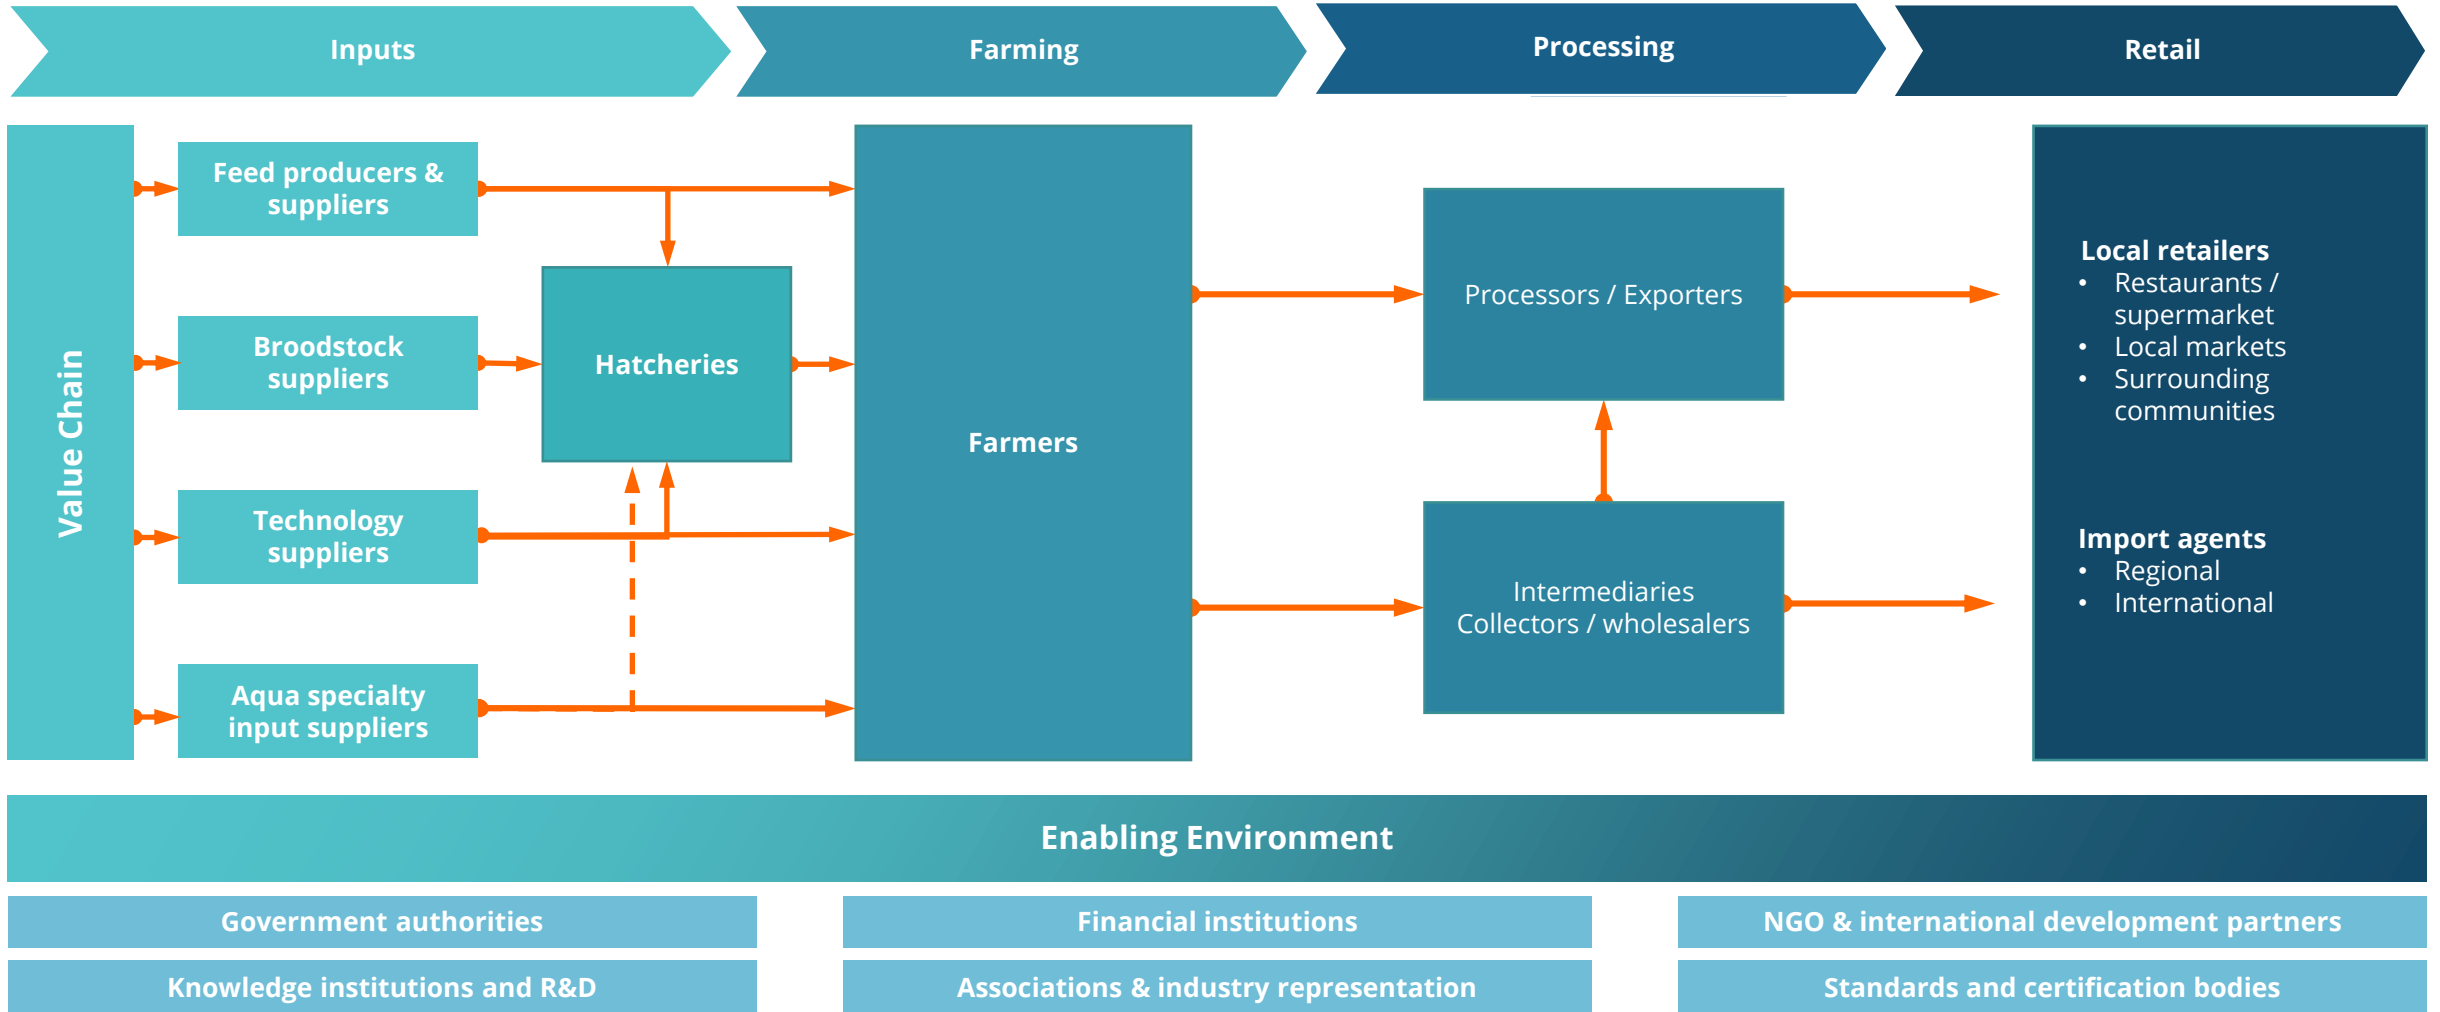 Inputs
Farming
Processing
Retail
Value Chain
Feed producers &
suppliers
Broodstock
suppliers
Technology
suppliers
Aqua specialty
input suppliers
Hatcheries
Farmers
Processors / Exporters
Intermediaries
Collectors / wholesalers
Local retailers
• Restaurants /
supermarket
• Local markets
• Surrounding
communities
Import agents
• Regional
• International
Enabling Environment
Government authorities
Financial institutions
NGO & international development partners
Knowledge institutions and R&D
Associations & industry representation
Standards and certification bodies